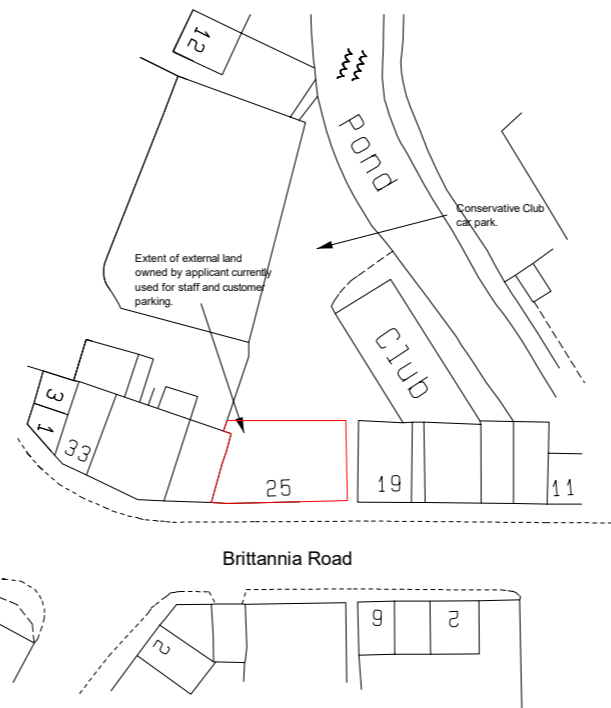 12
Pond
Conservative Club
car park.
Extent of external land
owned by applicant currently
used for staff and customer
parking.
Club
3
1
33
25
19
11
Brittannia Road
2
6
2